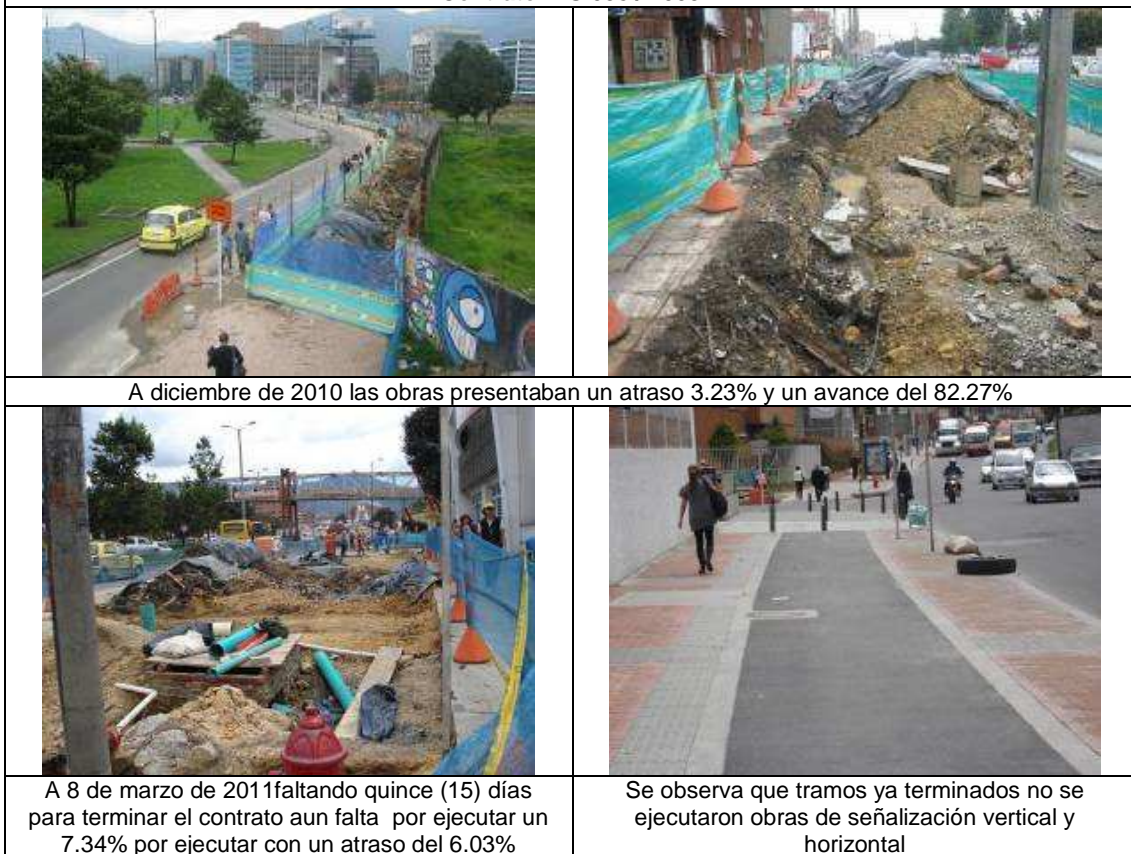 A diciembre de 2010 las obras presentaban un atraso 3.23% y un avance del 82.27%
A 8 de marzo de 2011faltando quince (15) días
para terminar el contrato aun falta por ejecutar un
7.34% por ejecutar con un atraso del 6.03%
Se observa que tramos ya terminados no se
ejecutaron obras de señalización vertical y
horizontal